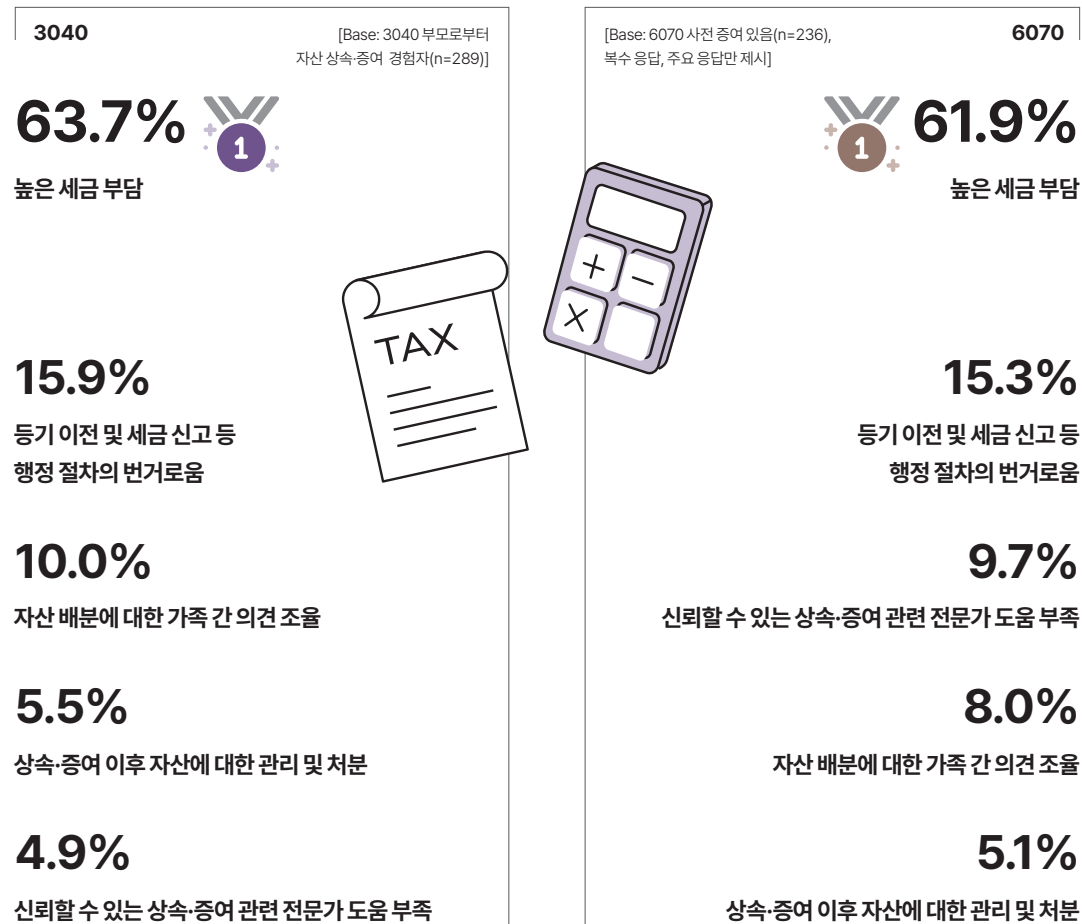 3040
[Base: 3040 부모로부터
자산 상속·증여 경험자(n=289)]
63.7%
1
높은 세금 부담
15.9%
등기 이전 및 세금 신고 등
행정 절차의 번거로움
10.0%
자산 배분에 대한 가족 간 의견 조율
5.5%
상속·증여 이후 자산에 대한 관리 및 처분
4.9%
신뢰할 수 있는 상속·증여 관련 전문가 도움 부족
TAX
+
−
×
[Base: 6070 사전 증여 있음(n=236),
복수 응답, 주요 응답만 제시]
6070
1
61.9%
높은 세금 부담
15.3%
등기 이전 및 세금 신고 등
행정 절차의 번거로움
9.7%
신뢰할 수 있는 상속·증여 관련 전문가 도움 부족
8.0%
자산 배분에 대한 가족 간 의견 조율
5.1%
상속·증여 이후 자산에 대한 관리 및 처분